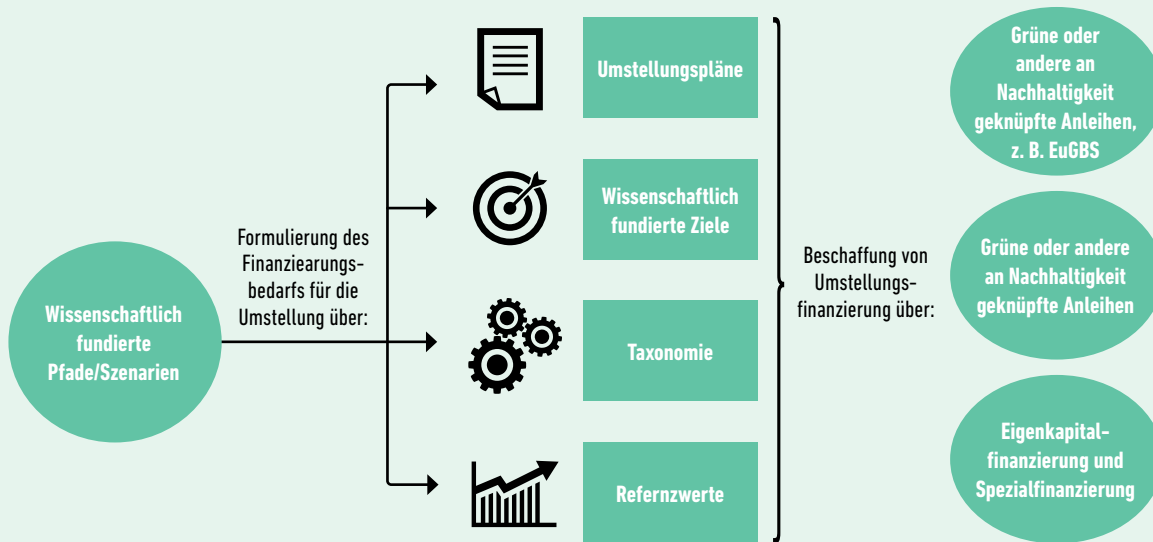 Wissenschaftlich
fundierte
Pfade/Szenarien
Formulierung des
Finanziearungs-
bedarfs für die
Umstellung über:
Umstellungspläne
Wissenschaftlich
fundierte Ziele
Taxonomie
Refernzwerte
Beschaffung von
Umstellungs-
finanzierung über:
Grüne oder
andere an
Nachhaltigkeit
geknüpfte Anleihen,
z. B. EuGBS
Grüne oder andere
an Nachhaltigkeit
geknüpfte Anleihen
Eigenkapital-
finanzierung und
Spezialfinanzierung